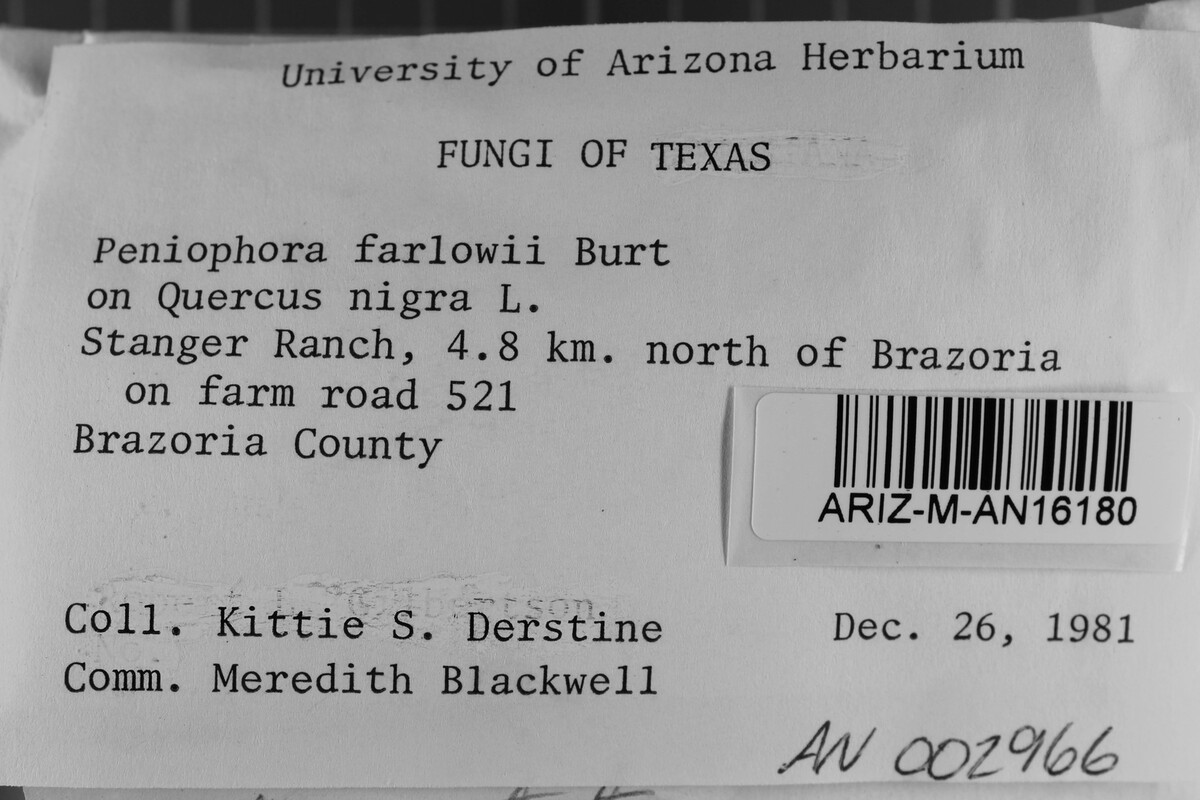 University of Arizona Herbarium
FUNGI OF TEXAS
Peniophora farlowii Burt
on Quercus nigra L.
Stanger Ranch, 4.8 km. north of Brazoria
on farm road 521
Brazoria County
ARIZ-M-AN16180
Coll. Kittie S. Derstine
Dec. 26, 1981
Comm. Meredith Blackwell
AN 002966